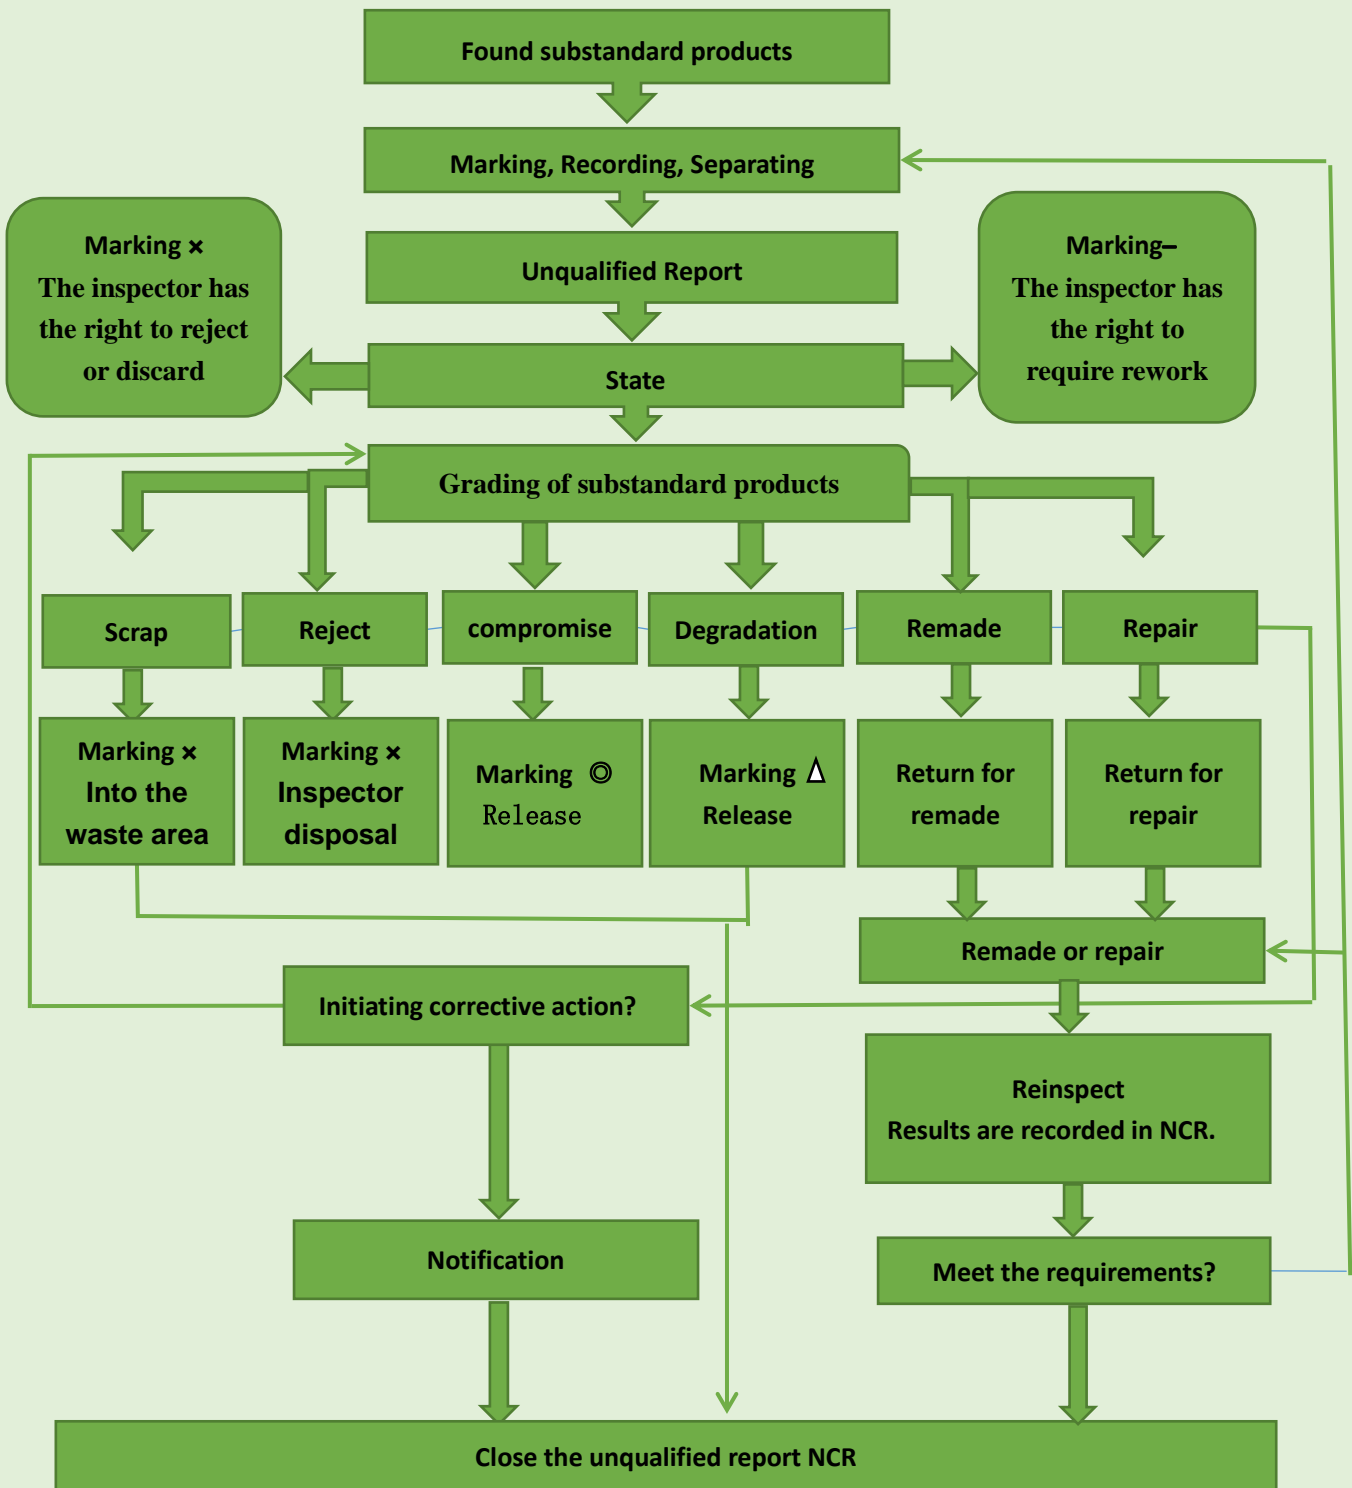 Found substandard products
Marking, Recording, Separating
Marking ×
The inspector has
the right to reject
or discard
Unqualified Report
Marking–
The inspector has
the right to
require rework
State
Grading of substandard products
Scrap
Reject
compromise
Degradation
Remade
Repair
Marking ×
Into the
waste area
Marking ×
Inspector
disposal
Marking ◎
Release
Marking Δ
Release
Return for
remade
Return for
repair
Remade or repair
Initiating corrective action?
Reinspect
Results are recorded in NCR.
Notification
Meet the requirements?
Close the unqualified report NCR